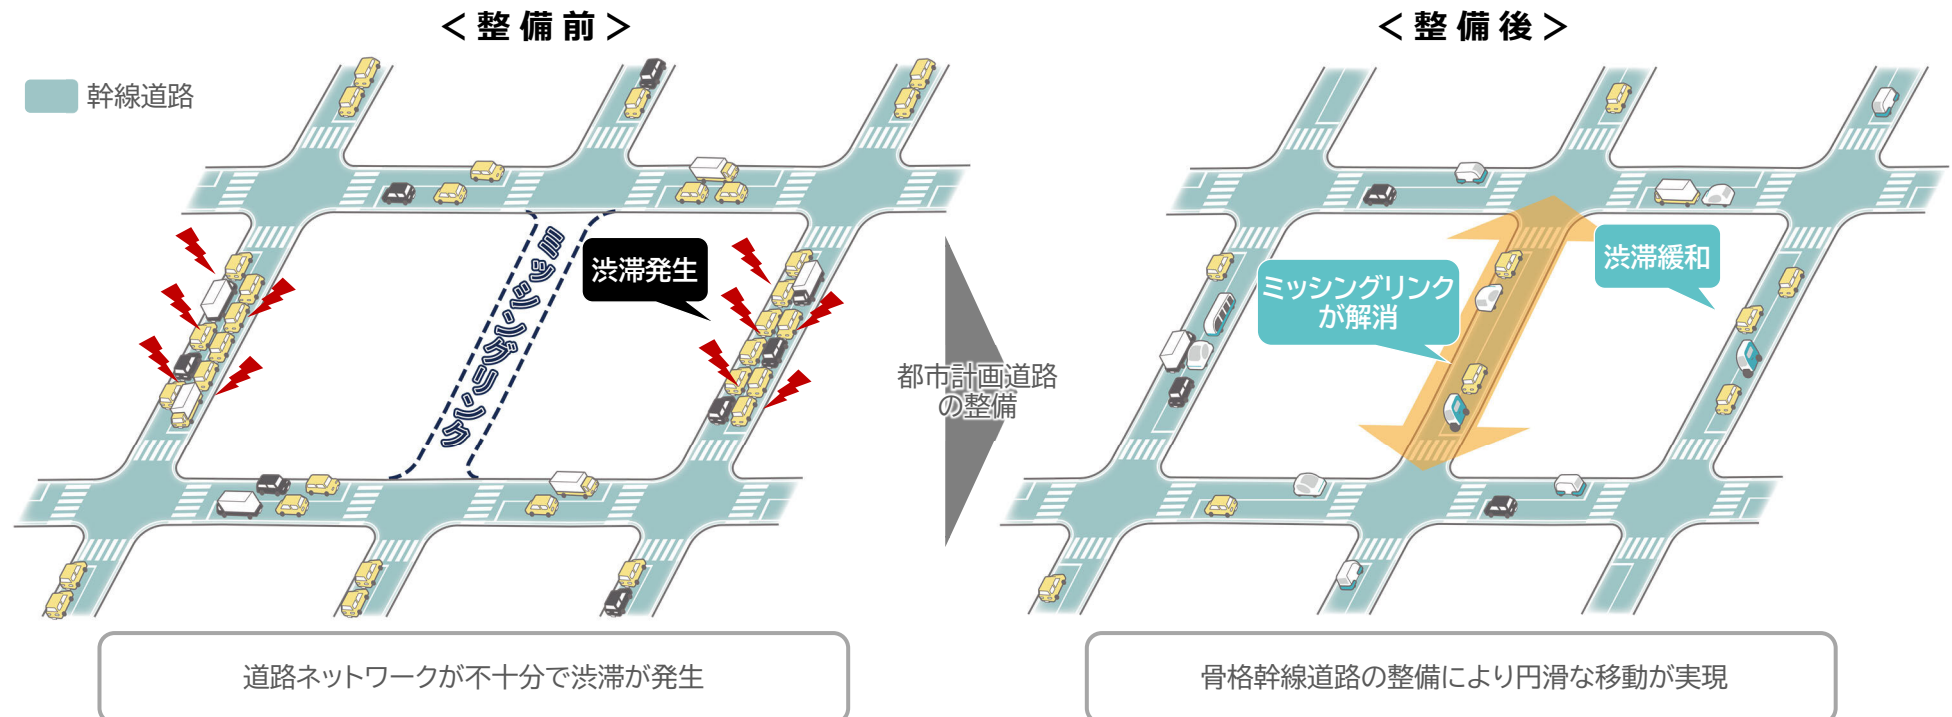 ＜整備前＞
幹線道路
ミッシングリンク
渋滞発生
道路ネットワークが不十分で渋滞が発生
都市計画道路
の整備
＜整備後＞
ミッシングリンク
が解消
渋滞緩和
骨格幹線道路の整備により円滑な移動が実現